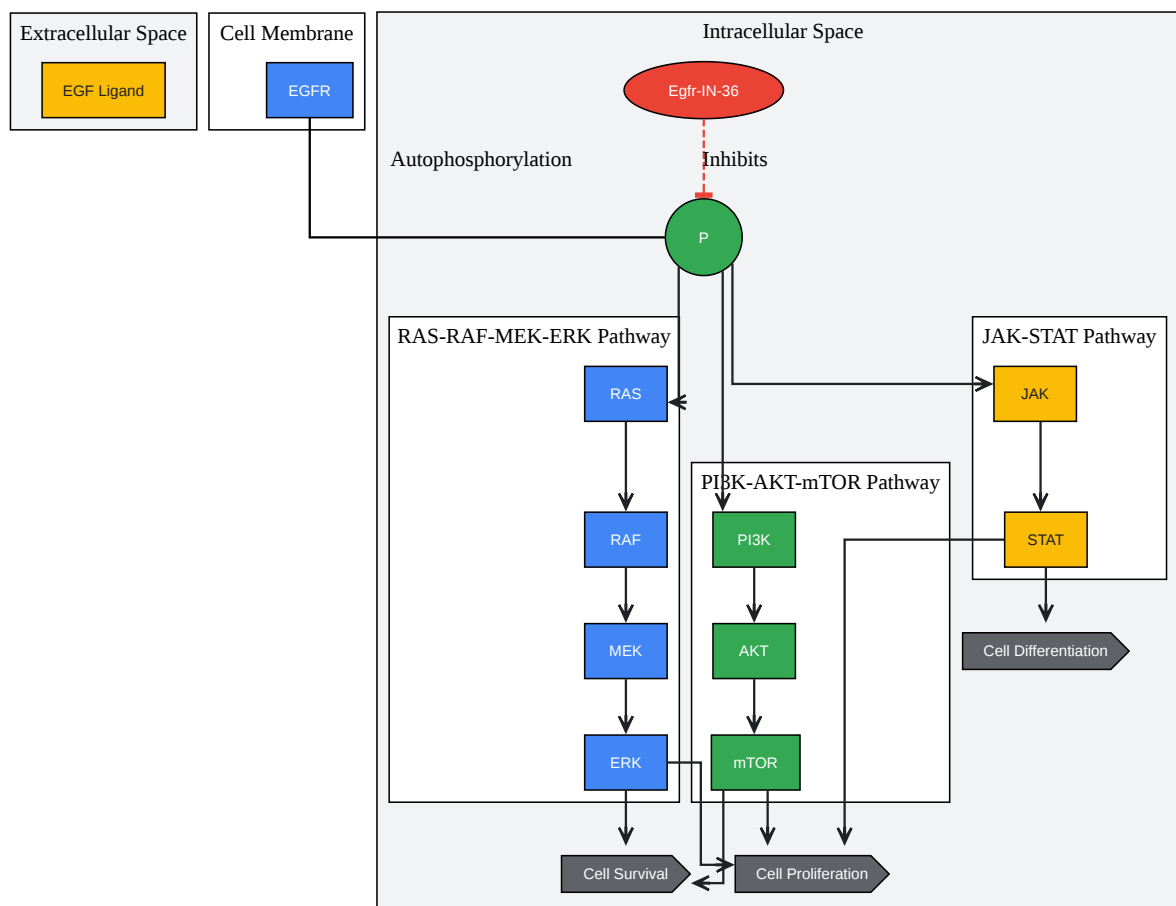 Extracellular Space
EGF Ligand
Cell Membrane
EGFR
Intracellular Space
Egfr-IN-36
Autophosphorylation
Inhibits
P
RAS-RAF-MEK-ERK Pathway
RAS
RAF
MEK
ERK
PI3K-AKT-mTOR Pathway
PI3K
AKT
mTOR
JAK-STAT Pathway
JAK
STAT
Cell Differentiation
Cell Survival
Cell Proliferation